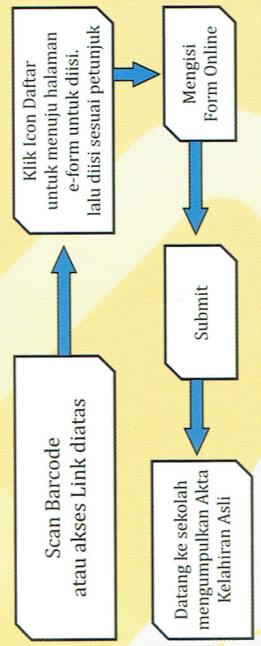 Scan Barcode
atau akses Link diatas
Klik Icon Daftar
untuk menuju halaman
e-form untuk diisi.
lalu diisi sesuai petunjuk
Mengisi
Form Online
Submit
Datang ke sekolah
mengumpulkan Akta
Kelahiran Asli